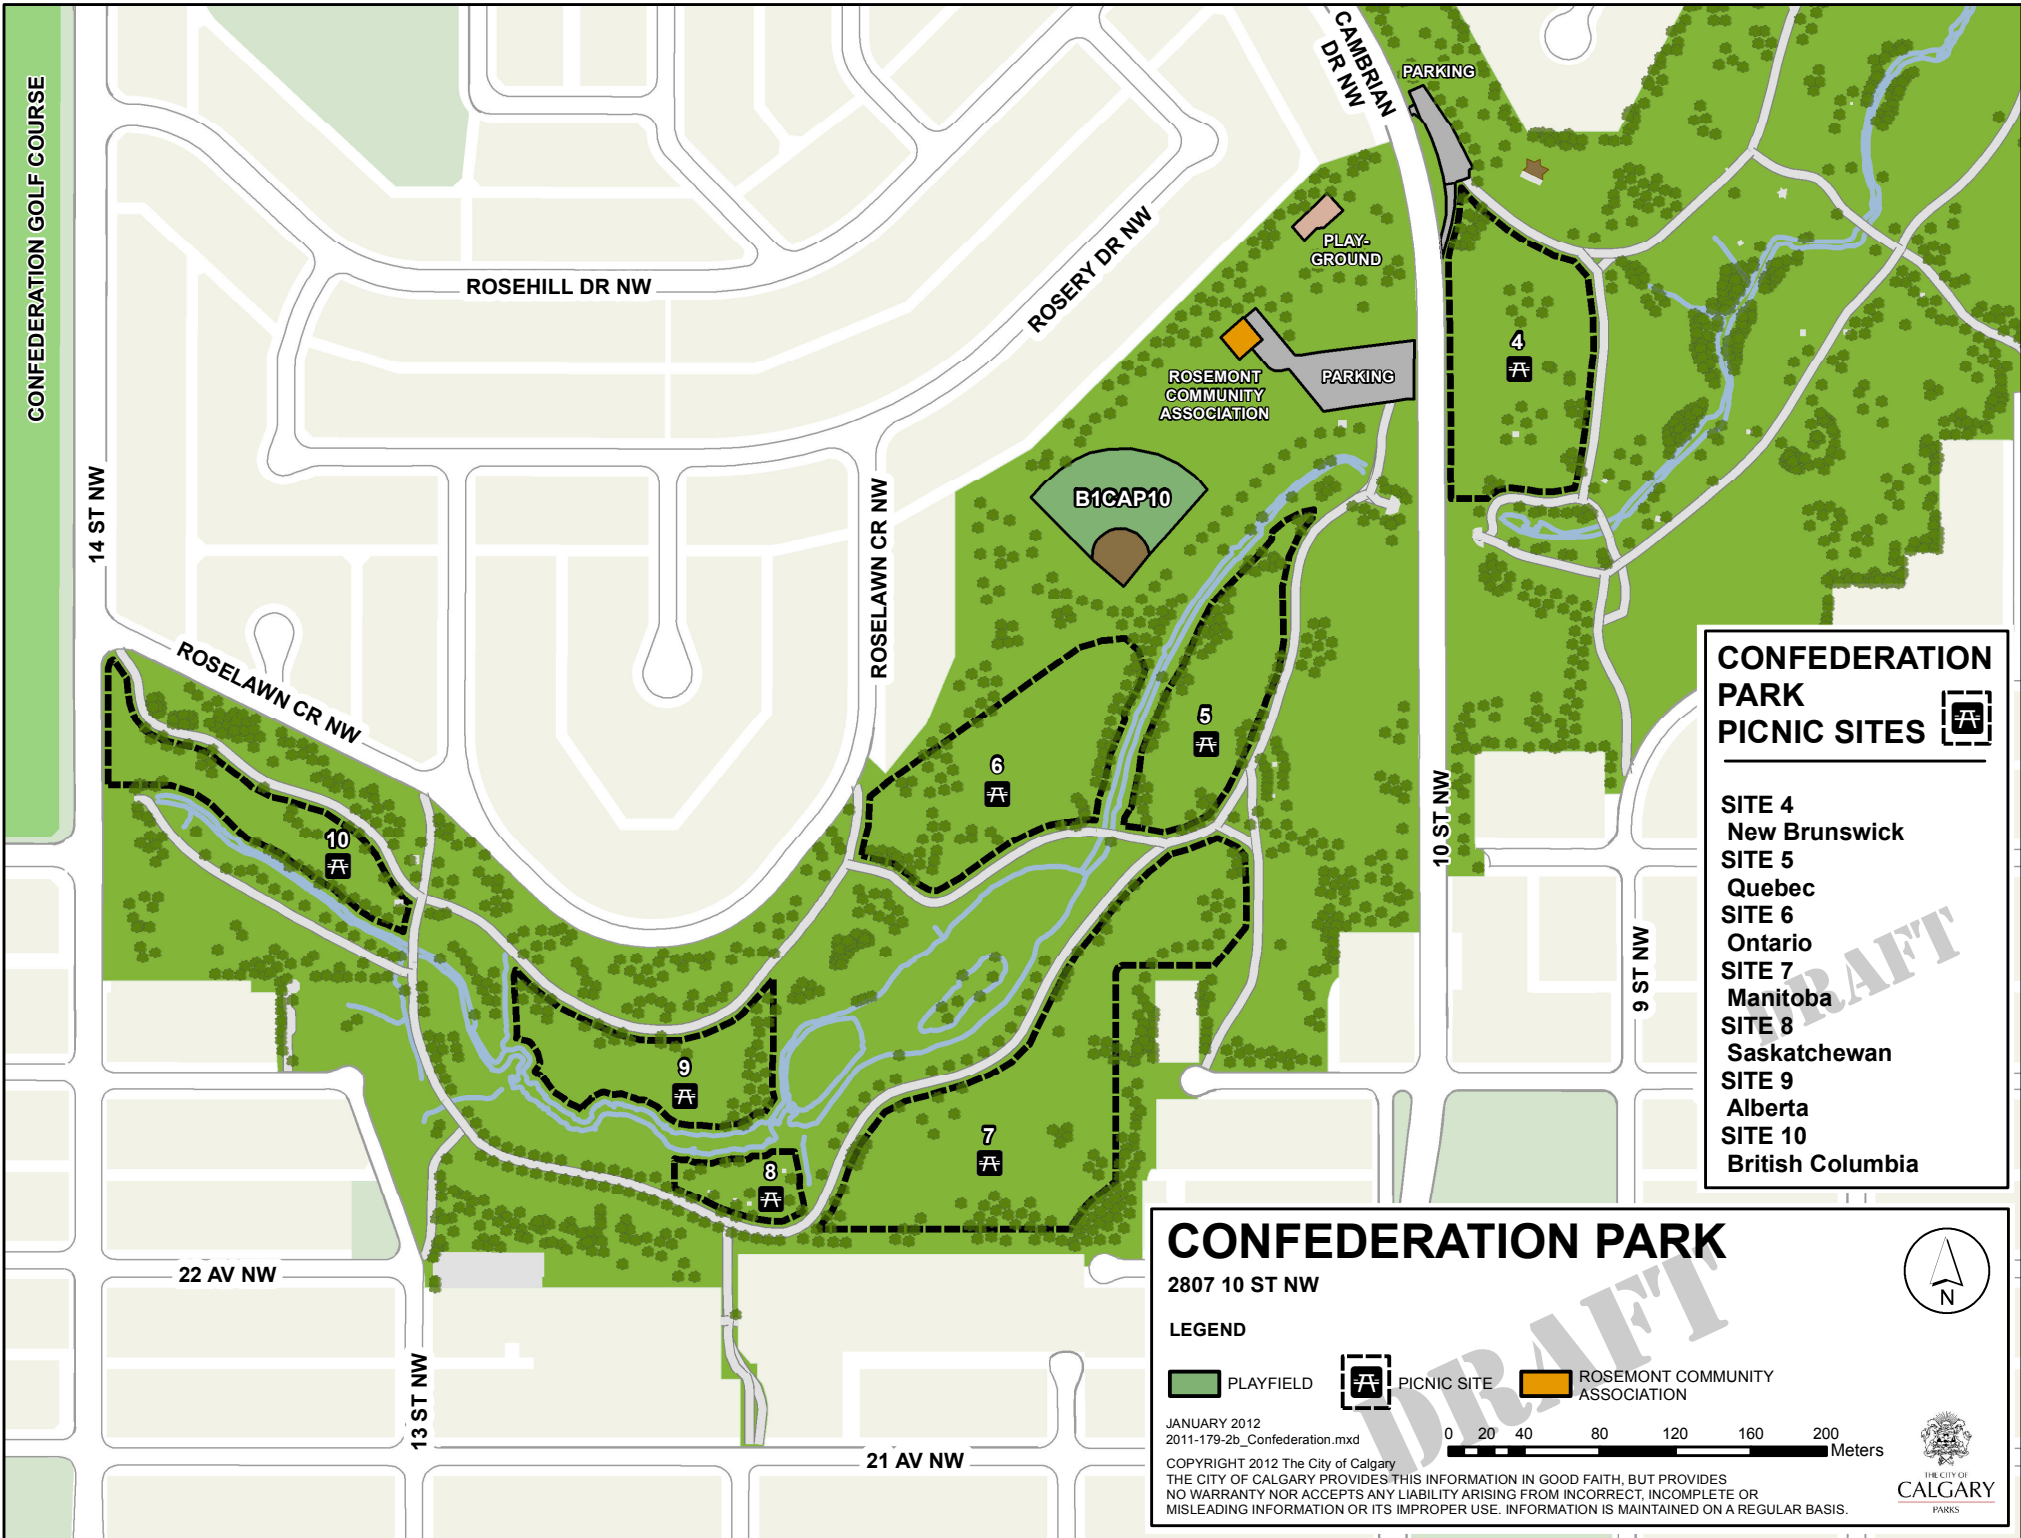 CONFEDERATION GOLF COURSE
14 ST NW
ROSEHILL DR NW
ROSERY DR NW
ROSELAWN CR NW
ROSELAWN CR NW
CAMBRIAN
DR NW
PARKING
PLAY-
GROUND
ROSEMONT
COMMUNITY
ASSOCIATION
PARKING
B1CAP10
4
5
6
10
9
8
7
10 ST NW
9 ST NW
22 AV NW
13 ST NW
21 AV NW
CONFEDERATION
PARK
PICNIC SITES
SITE 4
New Brunswick
SITE 5
Quebec
SITE 6
Ontario
SITE 7
Manitoba
SITE 8
Saskatchewan
SITE 9
Alberta
SITE 10
British Columbia
DRAFT
CONFEDERATION PARK
2807 10 ST NW
N
LEGEND
PLAYFIELD
PICNIC SITE
ROSEMONT COMMUNITY
ASSOCIATION
DRAFT
JANUARY 2012
2011-179-2b_Confederation.mxd
0 20 40 80 120 160 200
Meters
COPYRIGHT 2012 The City of Calgary
THE CITY OF CALGARY PROVIDES THIS INFORMATION IN GOOD FAITH, BUT PROVIDES
NO WARRANTY NOR ACCEPTS ANY LIABILITY ARISING FROM INCORRECT, INCOMPLETE OR
MISLEADING INFORMATION OR ITS IMPROPER USE. INFORMATION IS MAINTAINED ON A REGULAR BASIS.
THE CITY OF
CALGARY
PARKS